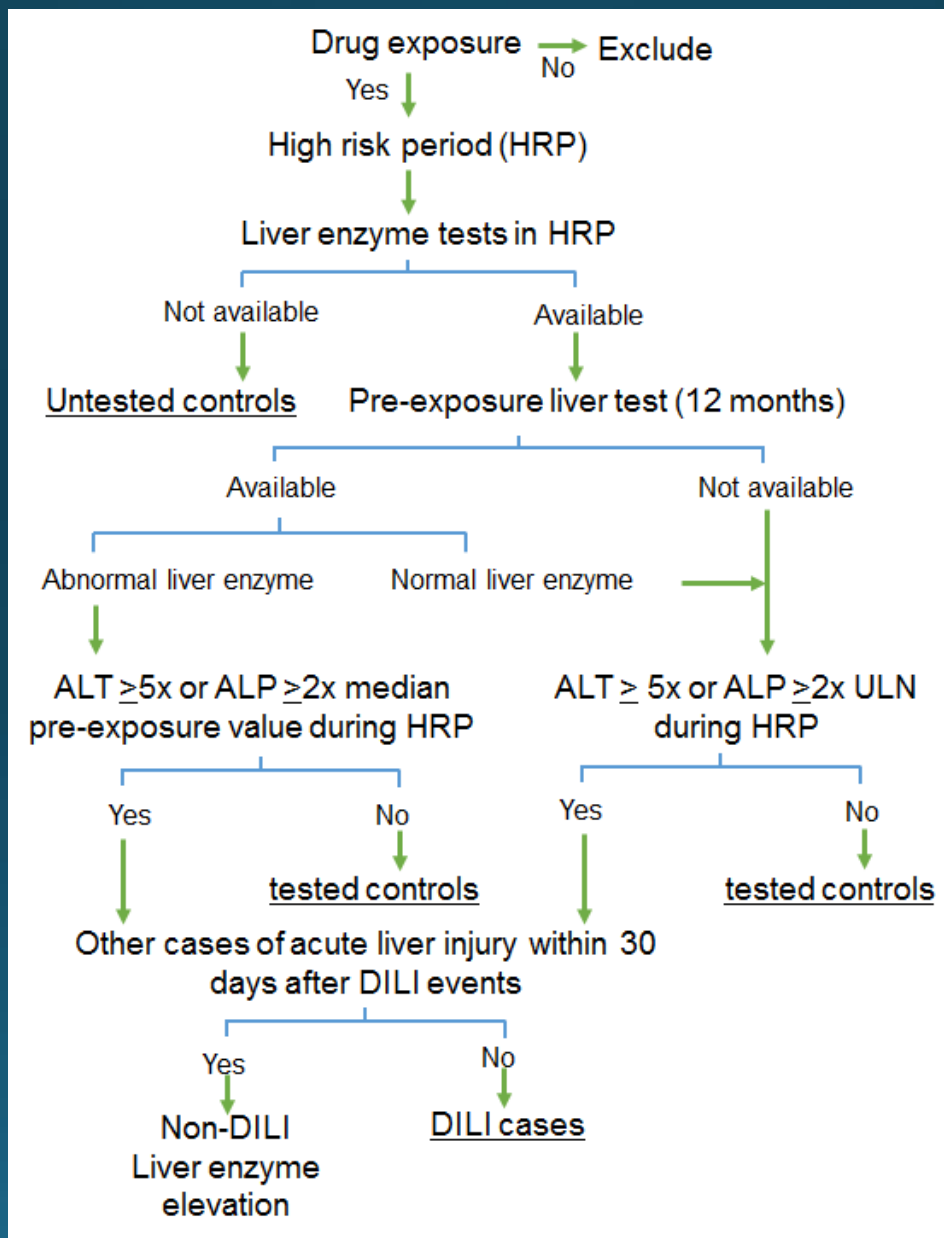 Drug exposure
No
Exclude
Yes
High risk period (HRP)
Liver enzyme tests in HRP
Not available
Available
Untested controls
Pre-exposure liver test (12 months)
Available
Not available
Abnormal liver enzyme
Normal liver enzyme
ALT ≥5x or ALP ≥2x median
pre-exposure value during HRP
ALT ≥ 5x or ALP ≥2x ULN
during HRP
Yes
No
Yes
No
tested controls
tested controls
Other cases of acute liver injury within 30
days after DILI events
Yes
No
Non-DILI
Liver enzyme
elevation
DILI cases